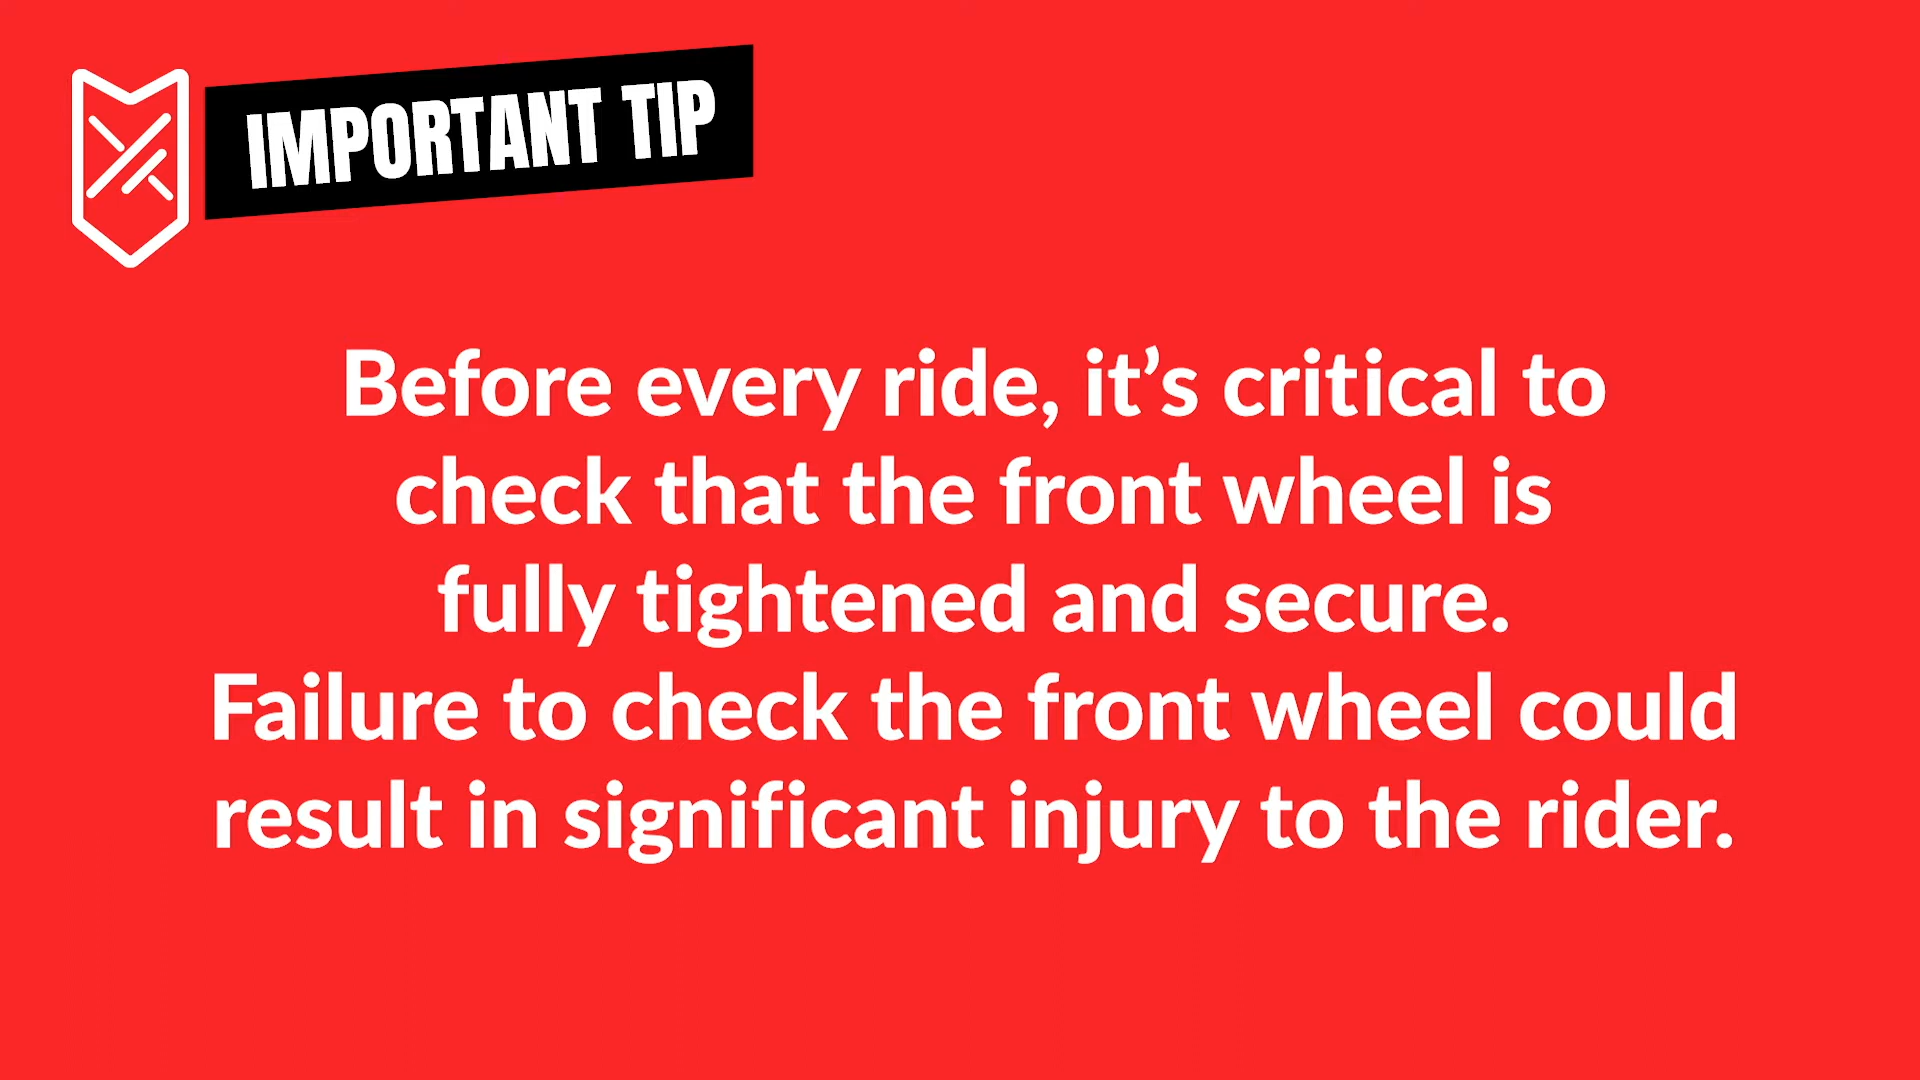 IMPORTANT TIP
Before every ride, it’s critical to
check that the front wheel is
fully tightened and secure.
Failure to check the front wheel could
result in significant injury to the rider.